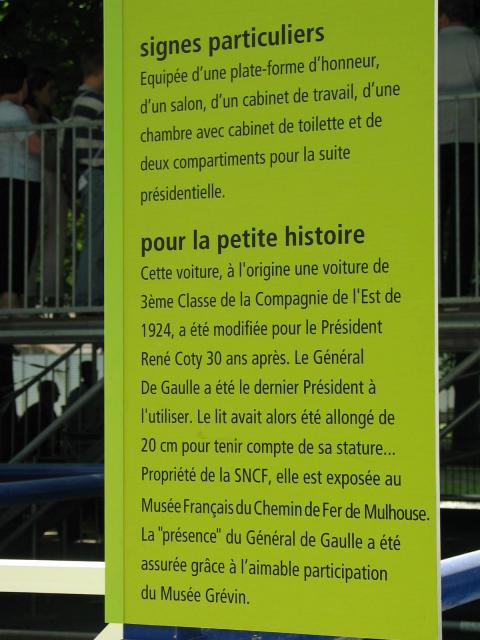 signes particuliers
Equipée d'une plate-forme d'honneur,
d'un salon, d'un cabinet de travail, d'une
chambre avec cabinet de toilette et de
deux compartiments pour la suite
présidentielle.
pour la petite histoire
Cette voiture, à l'origine une voiture de
3ème Classe de la Compagnie de l'Est de
1924, a été modifiée pour le Président
René Coty 30 ans après. Le Général
De Gaulle a été le dernier Président à
l'utiliser. Le lit avait alors été allongé de
20 cm pour tenir compte de sa stature...
Propriété de la SNCF, elle est exposée au
Musée Français du Chemin de Fer de Mulhouse.
La "présence" du Général de Gaulle a été
assurée grâce à l'aimable participation
du Musée Grévin.